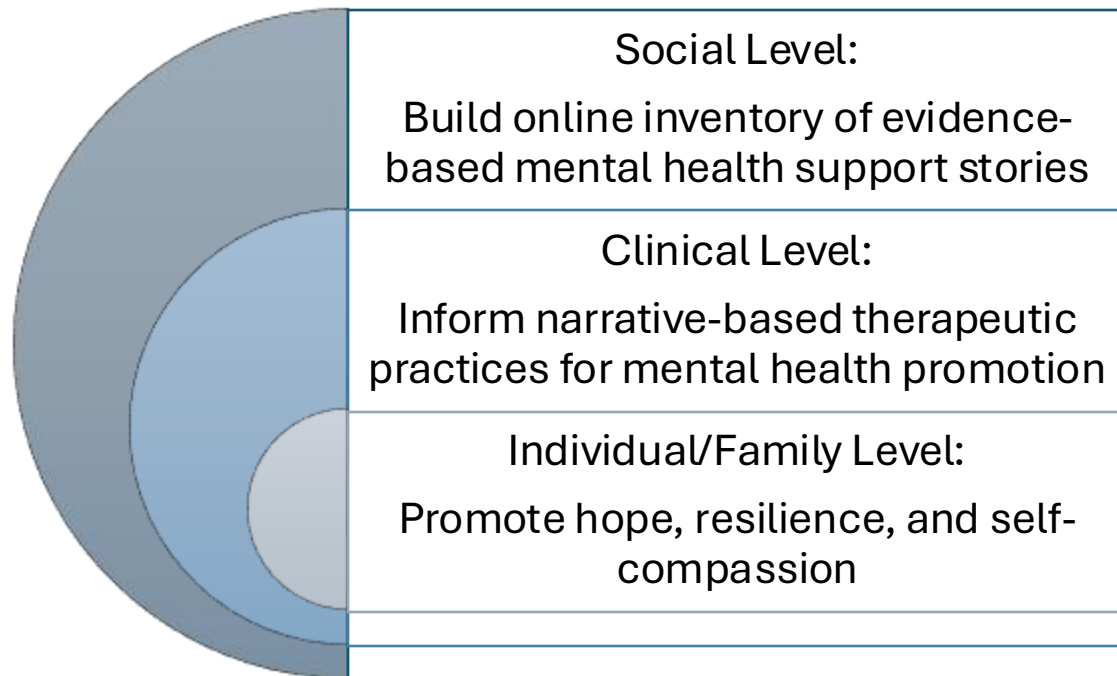 Social Level:
Build online inventory of evidence-
based mental health support stories
Clinical Level:
Inform narrative-based therapeutic
practices for mental health promotion
Individual/Family Level:
Promote hope, resilience, and self-
compassion